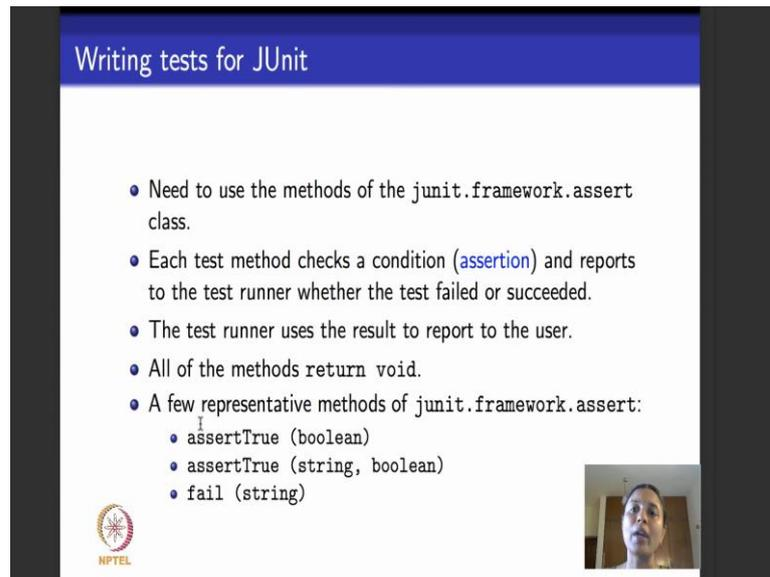 Writing tests for JUnit
Need to use the methods of the junit.framework.assert
class.
Each test method checks a condition (assertion) and reports
to the test runner whether the test failed or succeeded.
The test runner uses the result to report to the user.
All of the methods return void.
A few representative methods of junit.framework.assert:
assertTrue (boolean)
assertTrue (string, boolean)
fail (string)
NPTEL